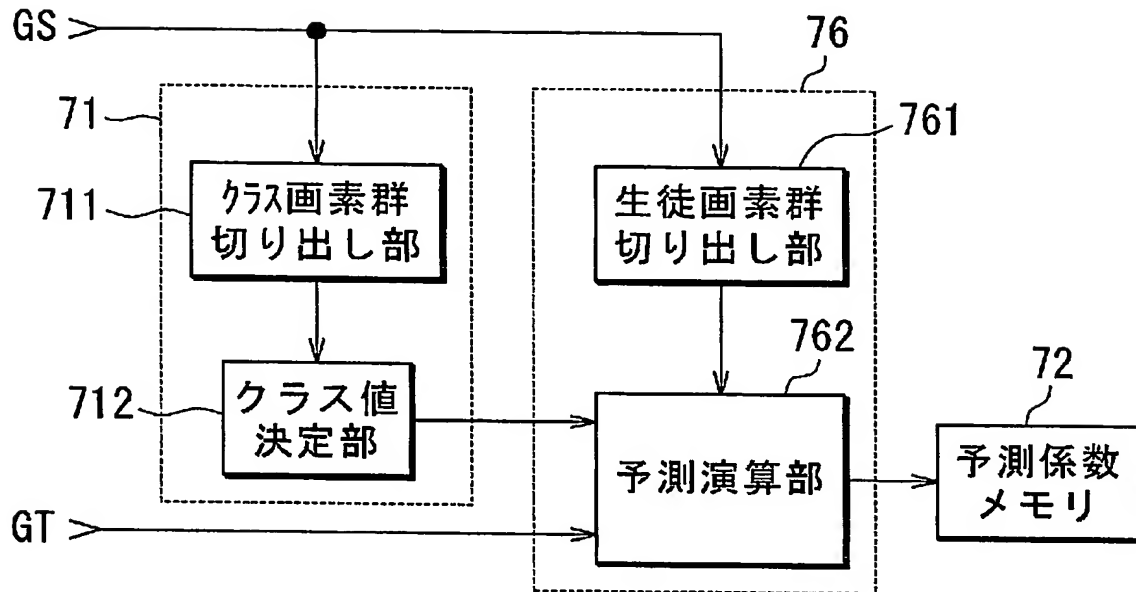 GS
76
71
761
711
クラス画素群
切り出し部
生徒画素群
切り出し部
762
72
712
クラス値
決定部
予測演算部
予測係数
メモリ
GT